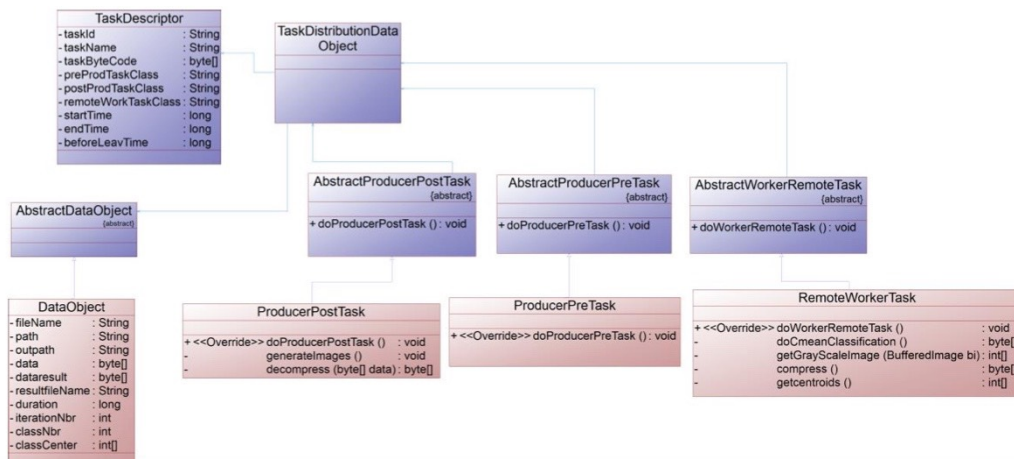 TaskDescriptor
- taskId : String
- taskName : String
- taskByteCode : byte[]
- preProdTaskClass : String
- postProdTaskClass : String
- remoteWorkTaskClass : String
- startTime : long
- endTime : long
- beforeLeavTime : long
TaskDistributionData
Object
AbstractDataObject
{abstract}
AbstractProducerPostTask
{abstract}
+ doProducerPostTask () : void
AbstractProducerPreTask
{abstract}
+ doProducerPreTask () : void
AbstractWorkerRemoteTask
{abstract}
+ doWorkerRemoteTask () : void
DataObject
- fileName : String
- path : String
- outpath : String
- data : byte[]
- dataresult : byte[]
- resultfileName : String
- duration : long
- iterationNbr : int
- classNbr : int
- classCenter : int[]
ProducerPostTask
+ <<Override>> doProducerPostTask () : void
- generateImages () : void
- decompress (byte[] data) : byte[]
ProducerPreTask
+ <<Override>> doProducerPreTask () : void
RemoteWorkerTask
+ <<Override>> doWorkerRemoteTask () : void
- doCmeanClassification () : byte[]
- getGrayScaleImage (BufferedImage bi) : int[]
- compress () : byte[]
- getcentroids () : int[]